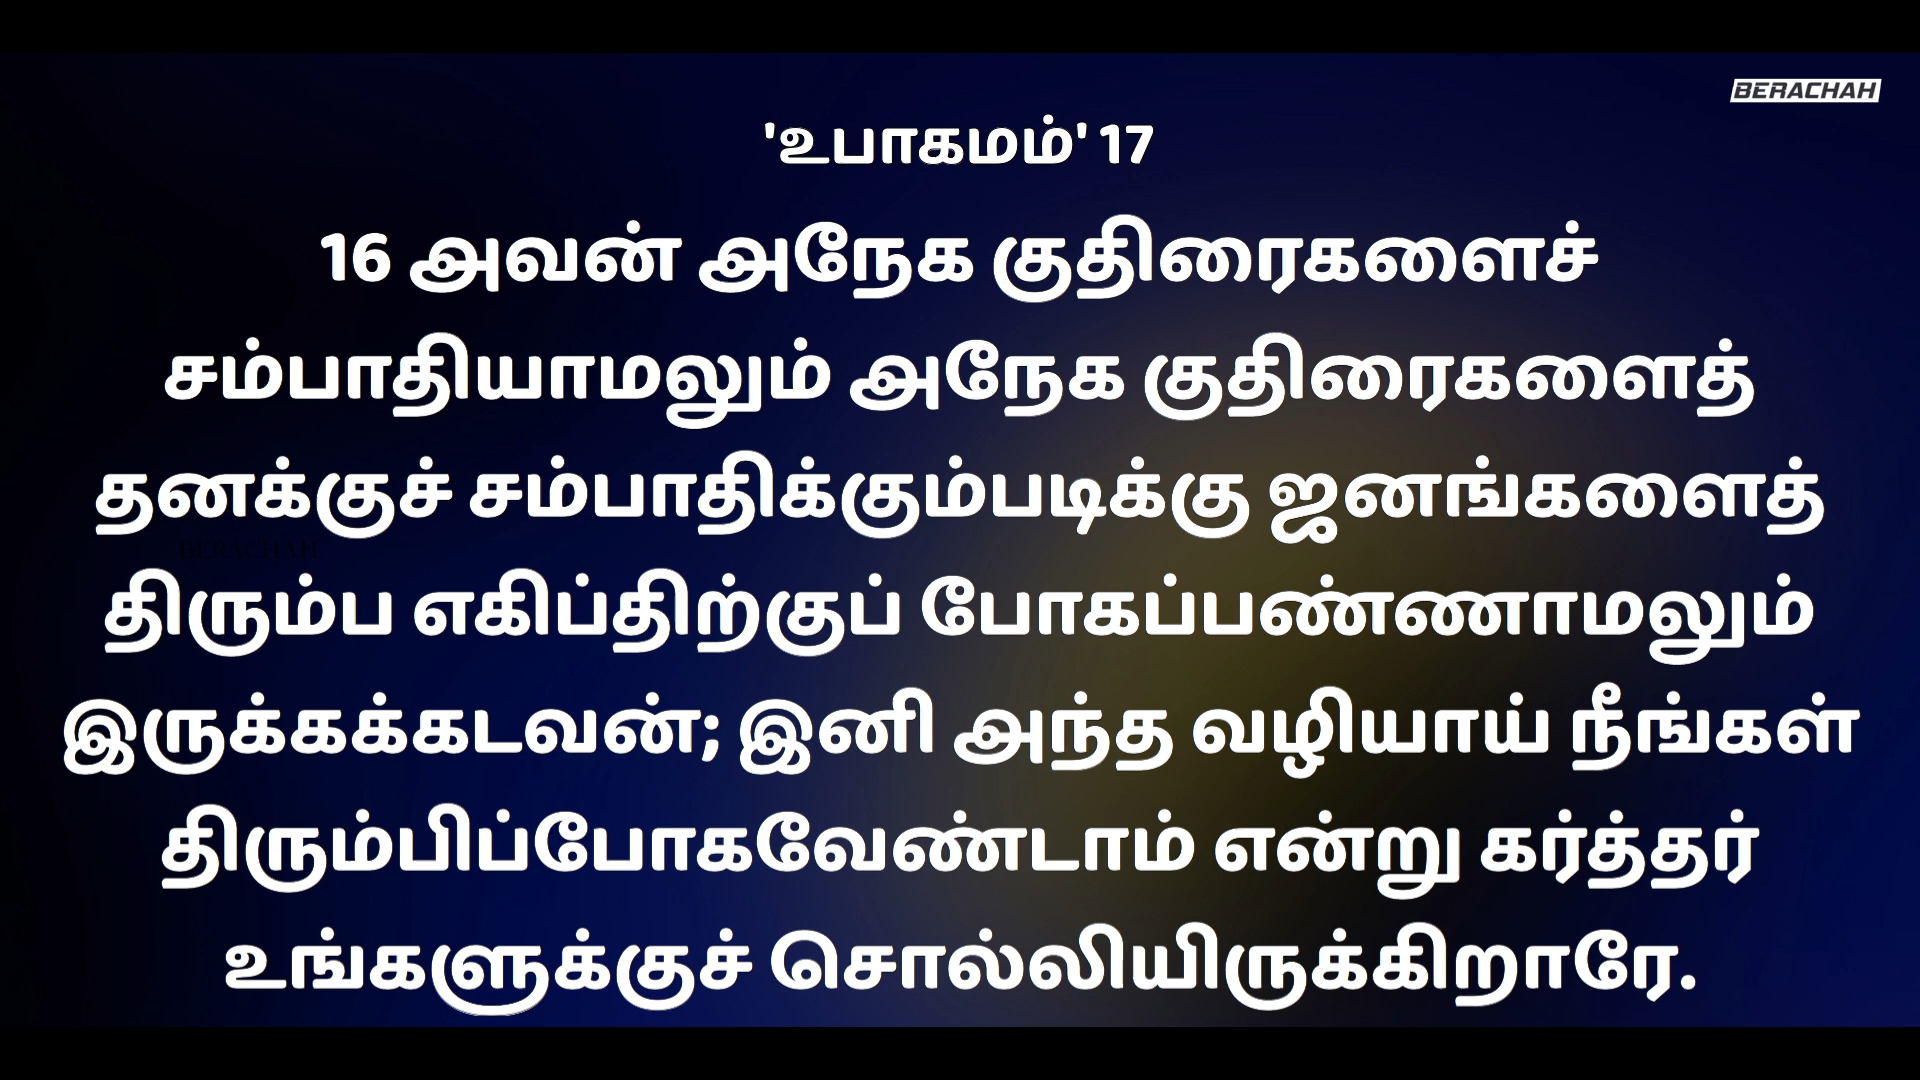 BERACHAH
'உபாகமம்' 17
16 அவன் அநேக குதிரைகளைச்
சம்பாதியாமலும் அநேக குதிரைகளைத்
தனக்குச் சம்பாதிக்கும்படிக்கு ஜனங்களைத்
BERACHAH
திரும்ப எகிப்திற்குப் போகப்பண்ணாமலும்
இருக்கக்கடவன்; இனி அந்த வழியாய் நீங்கள்
திரும்பிப்போகவேண்டாம் என்று கர்த்தர்
உங்களுக்குச் சொல்லியிருக்கிறாரே.